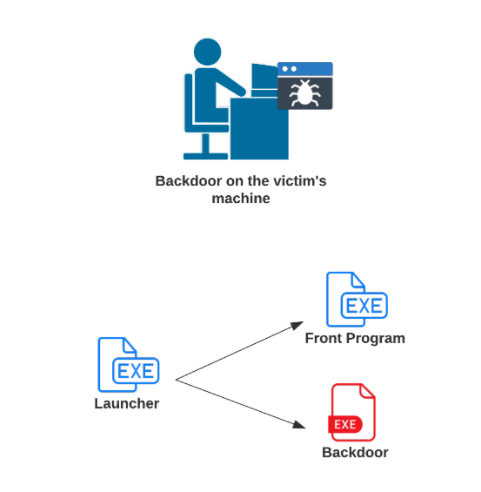 Backdoor on the victim's
machine
EXE
Front Program
EXE
Launcher
EXE
Backdoor